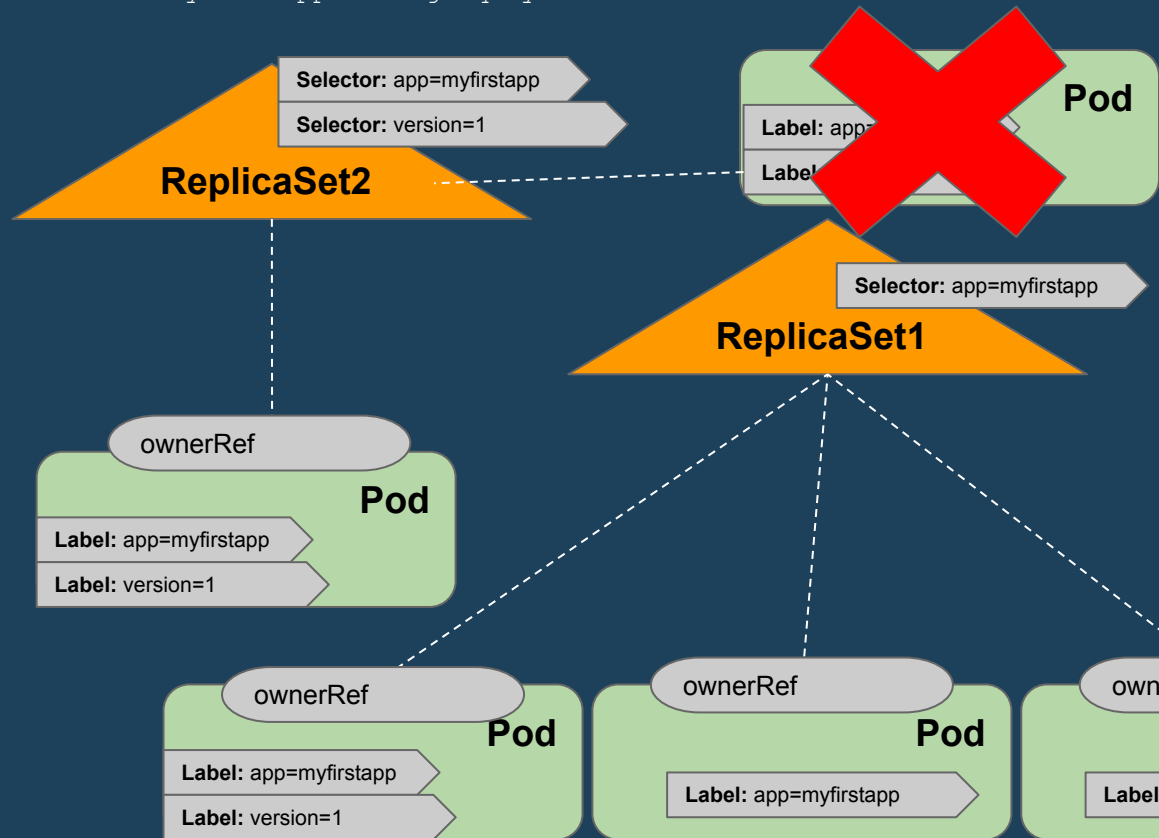 Selector: app=myfirstapp
Selector: version=1
ReplicaSet2
Pod
Label: app=
Label
Selector: app=myfirstapp
ReplicaSet1
ownerRef
Pod
Label: app=myfirstapp
Label: version=1
ownerRef
Pod
Label: app=myfirstapp
Label: version=1
ownerRef
Pod
Label: app=myfirstapp
own
Label